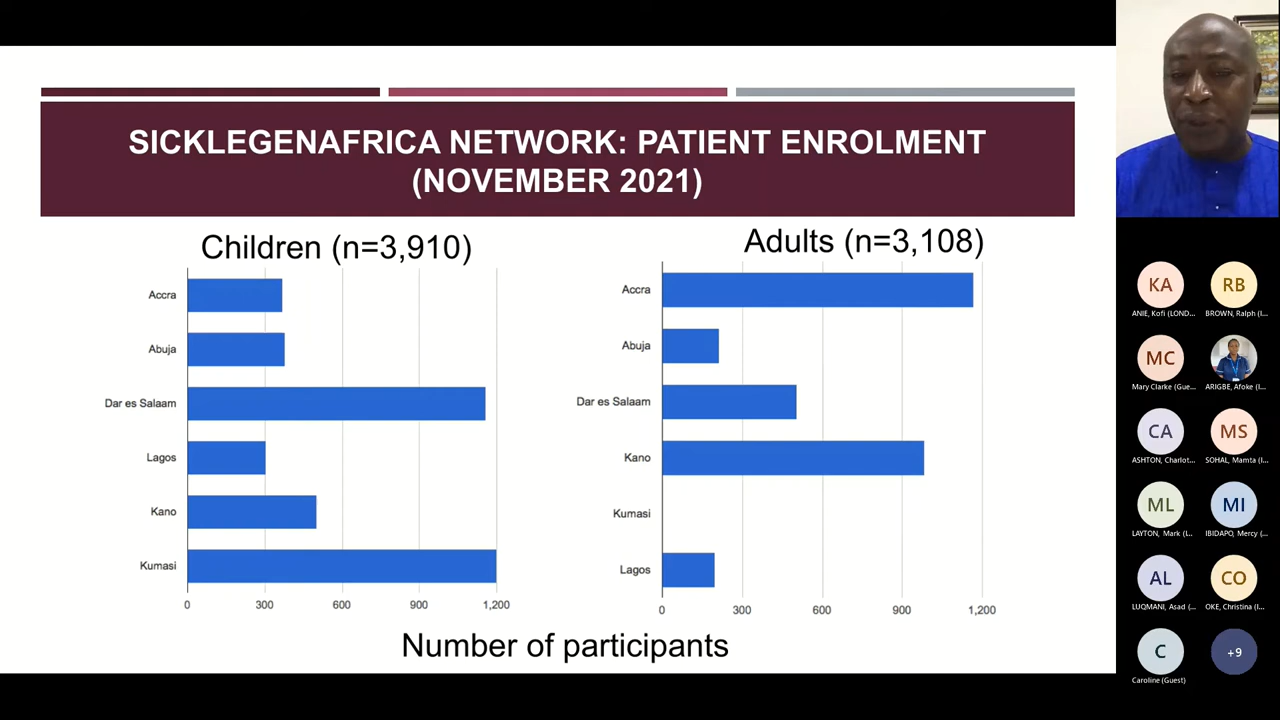 SICKLEGENAFRICA NETWORK: PATIENT ENROLMENT
(NOVEMBER 2021)
Children (n=3,910)
Accra
Abuja
Dar es Salaam
Lagos
Kano
Kumasi
0 300 600 900 1,200
Adults (n=3,108)
Accra
Abuja
Dar es Salaam
Kano
Kumasi
Lagos
0 300 600 900 1,200
Number of participants
KA RB
ANIE, Kofi (LOND... BROWN, Ralph (I...
MC
Mary Clarke (Gue... ARIGBE, Afoke (I...
CA MS
ASHTON, Charlot... SOHAL, Mamta (I...
ML MI
LAYTON, Mark (I... IBIDAPO, Mercy (...
AL CO
LUQMANI, Asad (... OKE, Christina (I...
C +9
Caroline (Guest)